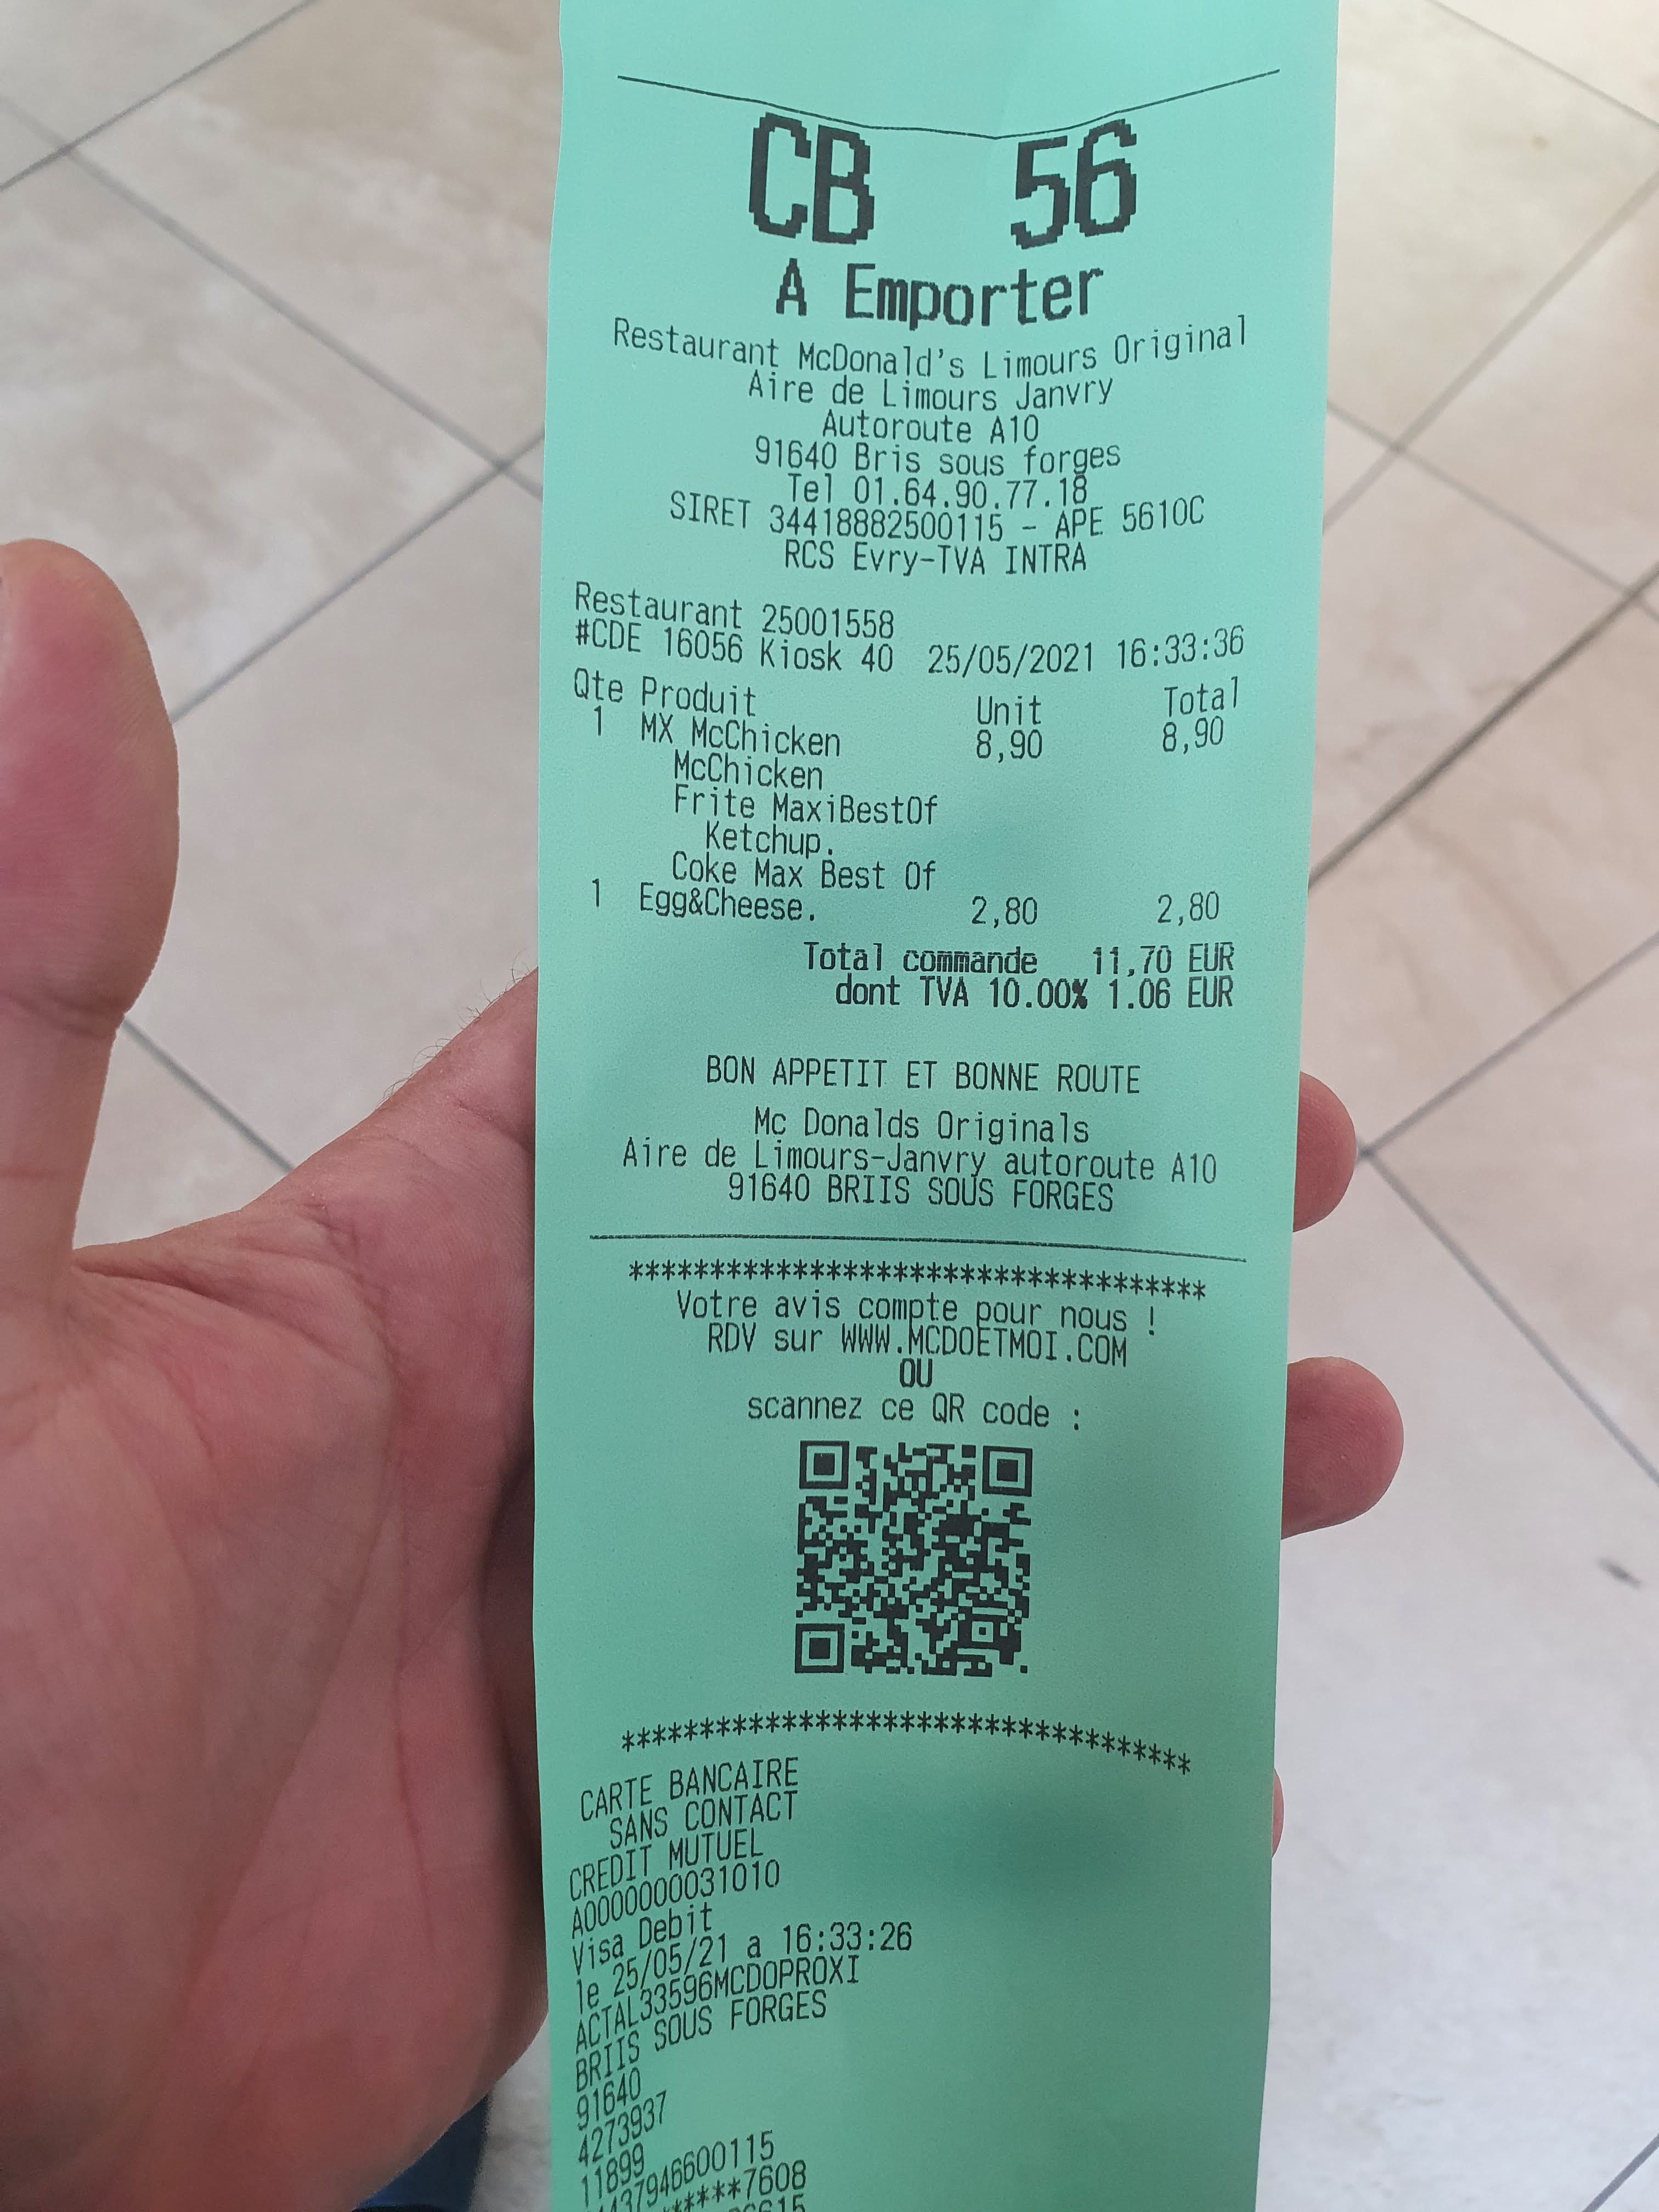 CB 56
A Emporter
Restaurant McDonald's Limours Original
Aire de Limours Janvry
Autoroute A10
91640 Bris sous forges
Tel 01.64.90.77.18
SIRET 34418882500115 - APE 5610C
RCS Evry-TVA INTRA
Restaurant 25001558
#CDE 16056 Kiosk 40 25/05/2021 16:33:36
Qte Produit Unit Total
1 MX McChicken 8,90 8,90
McChicken
Frite MaxiBestOf
Ketchup.
Coke Max Best Of
1 Egg&Cheese. 2,80 2,80
Total commande 11,70 EUR
dont TVA 10.00% 1.06 EUR
BON APPETIT ET BONNE ROUTE
Mc Donalds Originals
Aire de Limours-Janvry autoroute A10
91640 BRIIS SOUS FORGES
************************************
Votre avis compte pour nous !
RDV sur WWW.MCDOETMOI.COM
OU
scannez ce QR code :
************************************
CARTE BANCAIRE
SANS CONTACT
CREDIT MUTUEL
A0000000031010
Visa Debit
le 25/05/21 a 16:33:26
ACTAL33596MCDOPROXI
BRIIS SOUS FORGES
91640
4273937
11899
7608